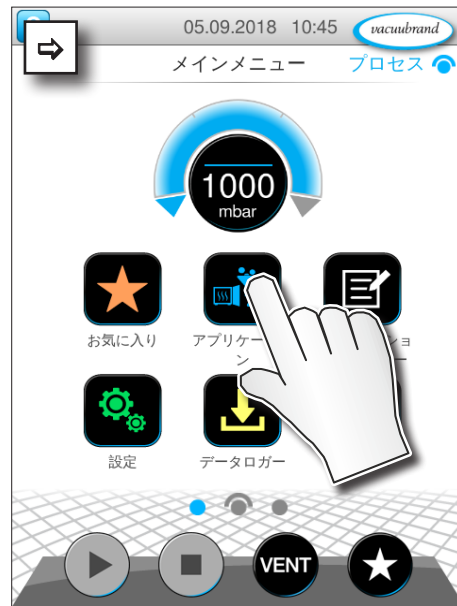 05.09.2018 10:45 vacuubrand
メインメニュー プロセス
1000
mbar
お気に入り アプリケー
ン
設定 データロガー
VENT